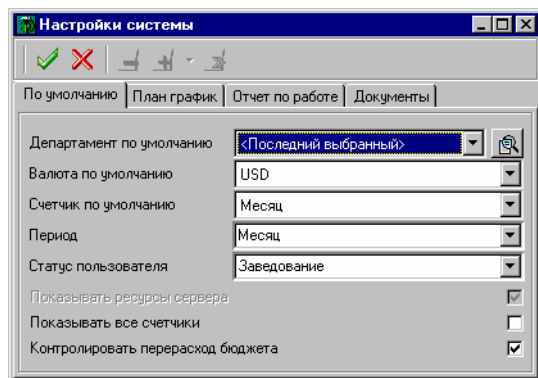 Настройки системы
По умолчанию План график Отчет по работе Документы
Департамент по умолчанию <Последний выбранный>
Валюта по умолчанию USD
Счетчик по умолчанию Месяц
Период Месяц
Статус пользователя Заведование
Показывать ресурсы сервера
Показывать все счетчики
Контролировать перерасход бюджета